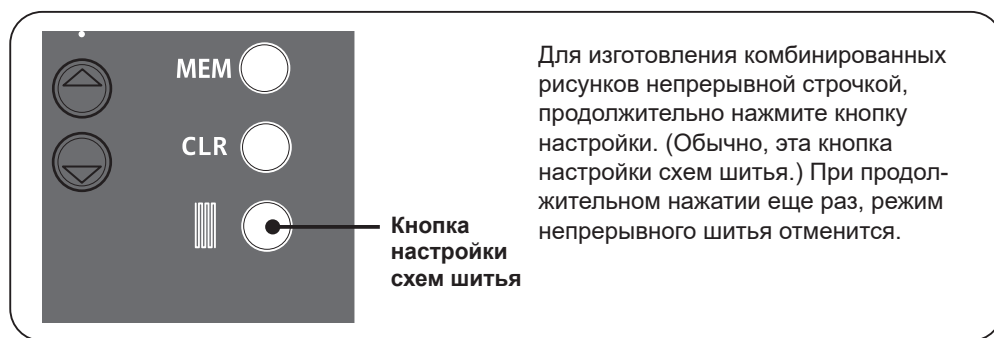 MEM
CLR
Кнопка
настройки
схем шитья
Для изготовления комбинированных
рисунков непрерывной строчкой,
продолжительно нажмите кнопку
настройки. (Обычно, эта кнопка
настройки схем шитья.) При продол-
жительном нажатии еще раз, режим
непрерывного шитья отменится.